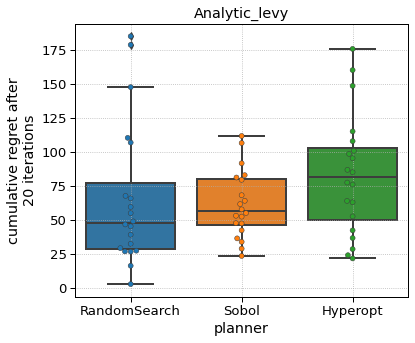 Analytic_levy
cumulative regret after
20 iterations
175
150
125
100
75
50
25
0
RandomSearch Sobol Hyperopt
planner